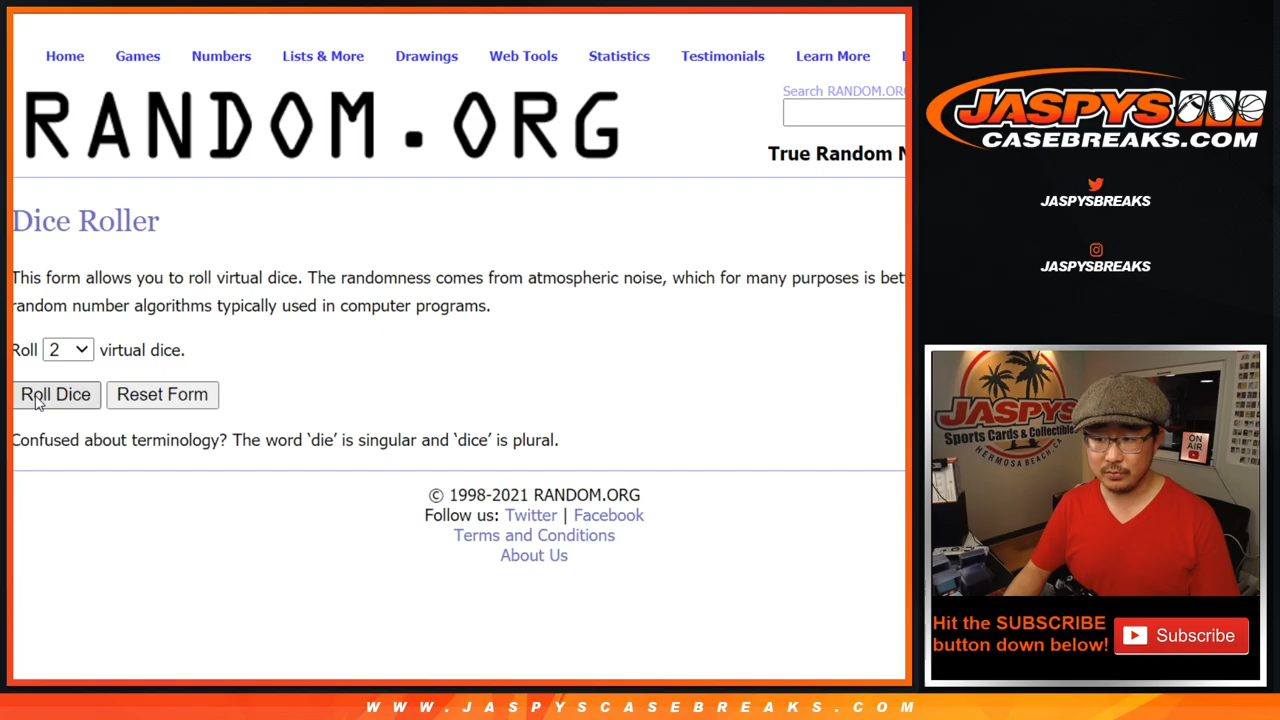 Home Games Numbers Lists & More Drawings Web Tools Statistics Testimonials Learn More
RANDOM.ORG
Search RANDOM.ORG
True Random N
Dice Roller
This form allows you to roll virtual dice. The randomness comes from atmospheric noise, which for many purposes is bet
random number algorithms typically used in computer programs.
Roll 2 virtual dice.
Roll Dice Reset Form
Confused about terminology? The word ‘die’ is singular and ‘dice’ is plural.
© 1998-2021 RANDOM.ORG
Follow us: Twitter | Facebook
Terms and Conditions
About Us
JASPYS
CASEBREAKS.COM
JASPYSBREAKS
JASPYSBREAKS
JASPYS
Sports Cards & Collectible
HERMOSA BEACH, CA
ON
AIR
Hit the SUBSCRIBE
button down below!
Subscribe
WWW.JASPYSCASEBREAKS.COM